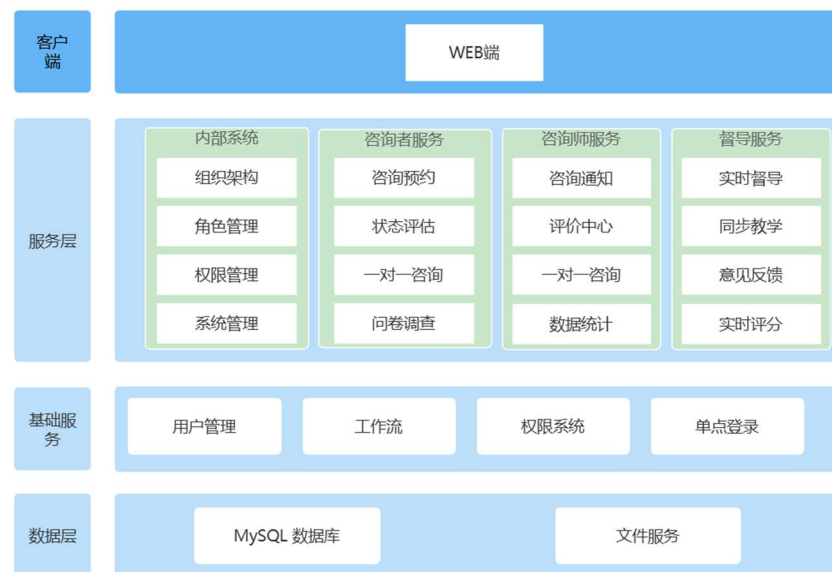 客户
端
WEB端
服务层
内部系统
组织架构
角色管理
权限管理
系统管理
咨询者服务
咨询预约
状态评估
一对一咨询
问卷调查
咨询师服务
咨询通知
评价中心
一对一咨询
数据统计
督导服务
实时督导
同步教学
意见反馈
实时评分
基础服
务
用户管理
工作流
权限系统
单点登录
数据层
MySQL 数据库
文件服务